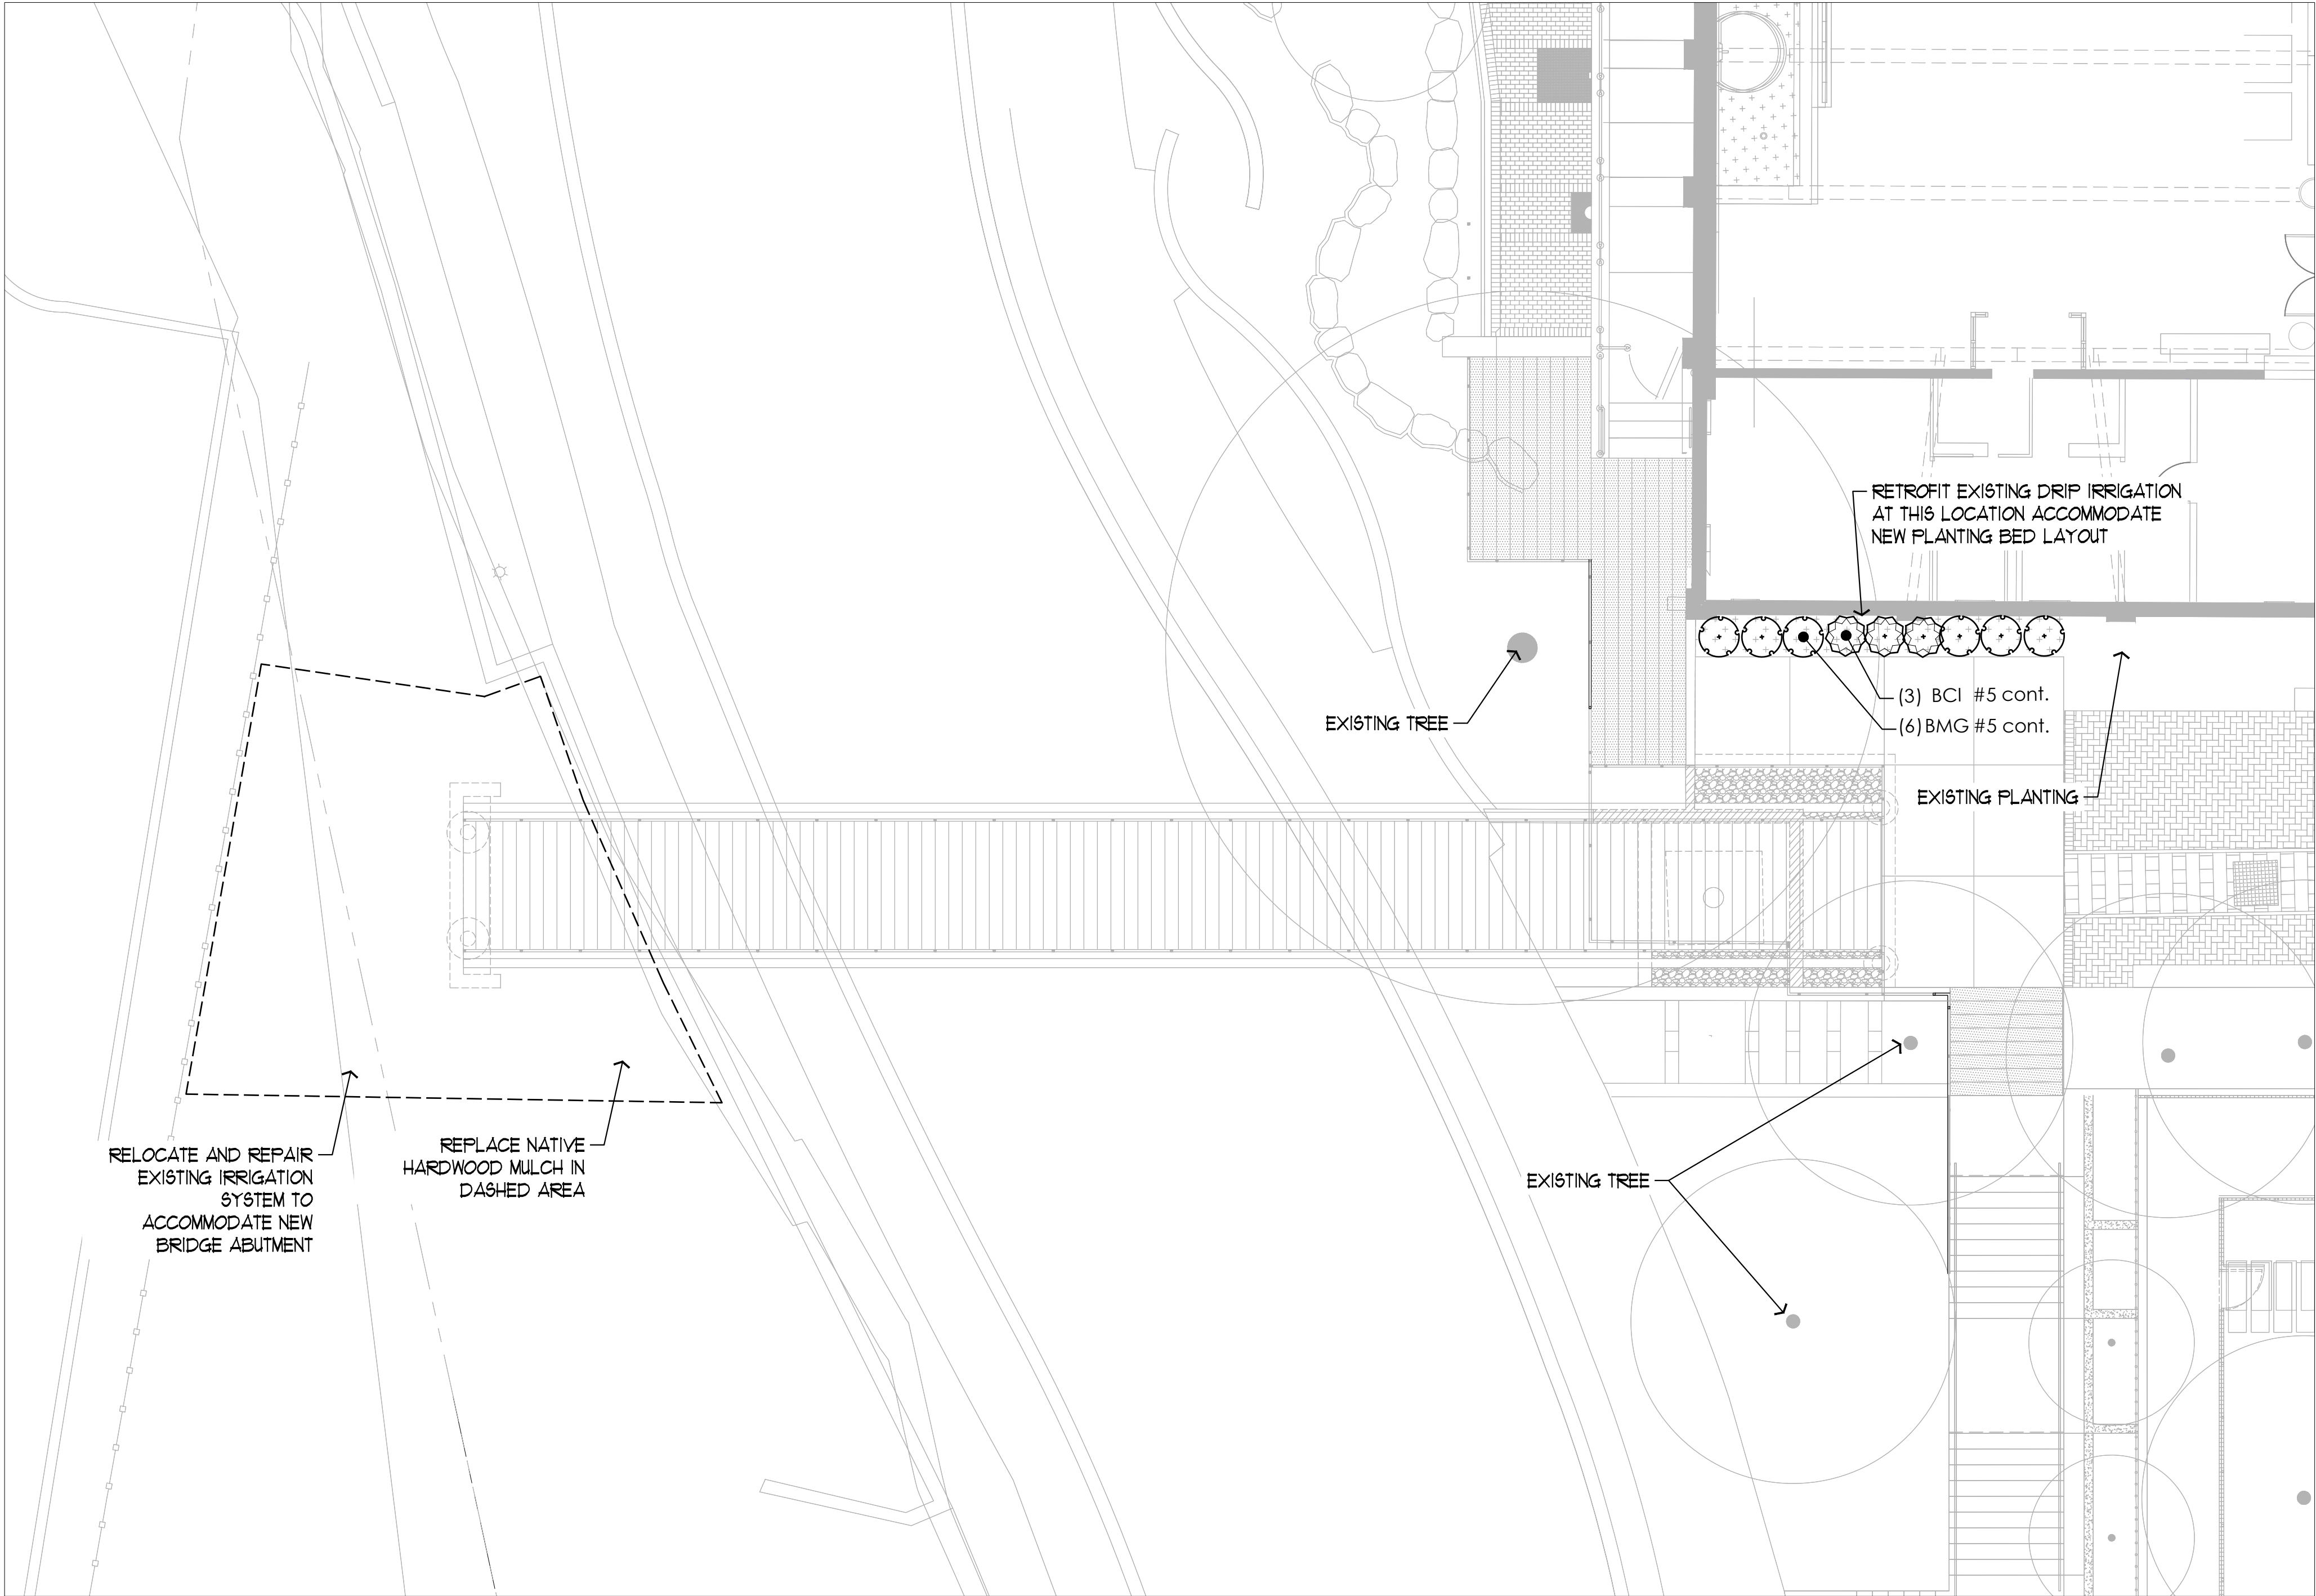 RETROFIT EXISTING DRIP IRRIGATION
AT THIS LOCATION ACCOMMODATE
NEW PLANTING BED LAYOUT
(3) BCI #5 cont.
(6) BMG #5 cont.
EXISTING TREE
EXISTING PLANTING
RELOCATE AND REPAIR
EXISTING IRRIGATION
SYSTEM TO
ACCOMMODATE NEW
BRIDGE ABUTMENT
REPLACE NATIVE
HARDWOOD MULCH IN
DASHED AREA
EXISTING TREE